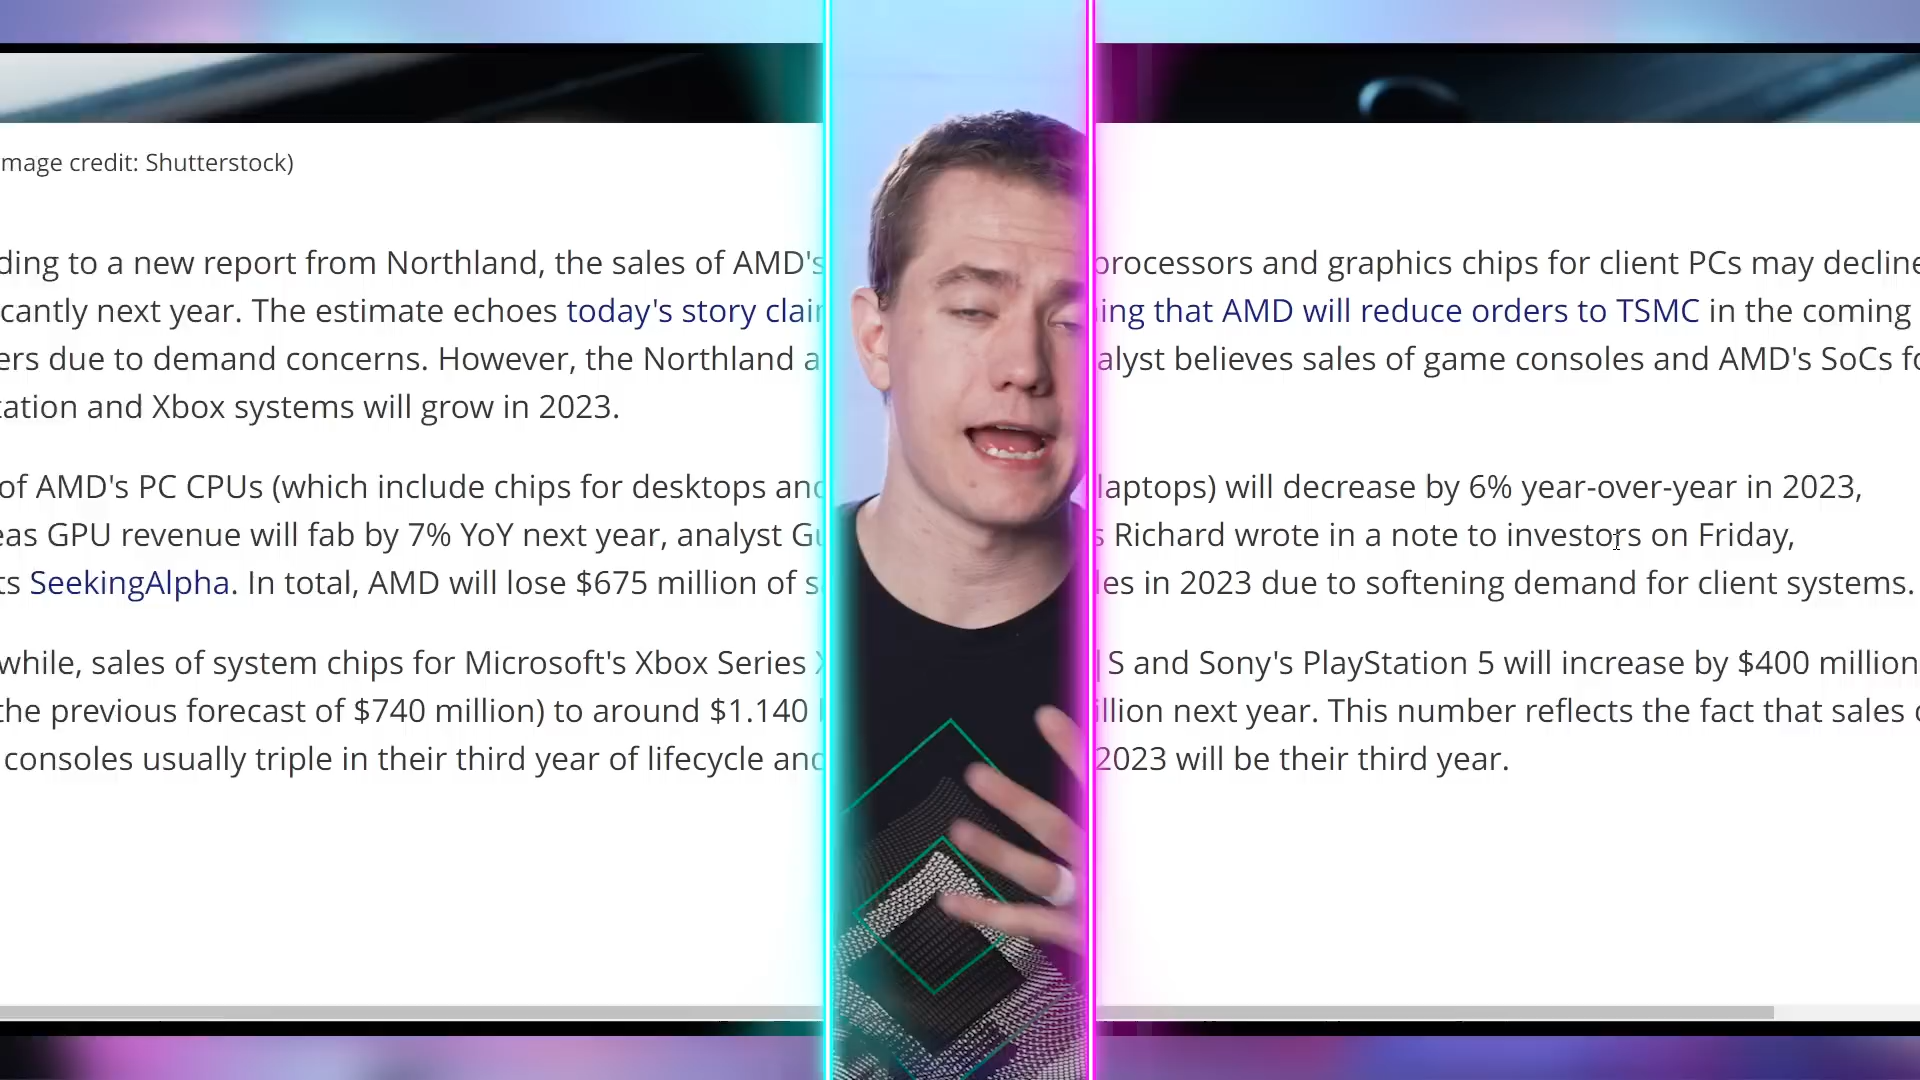 mage credit: Shutterstock)
ding to a new report from Northland, the sales of AMD's processors and graphics chips for client PCs may decline
cantly next year. The estimate echoes today's story claiming that AMD will reduce orders to TSMC in the coming
ers due to demand concerns. However, the Northland analyst believes sales of game consoles and AMD's SoCs fo
tation and Xbox systems will grow in 2023.
of AMD's PC CPUs (which include chips for desktops and laptops) will decrease by 6% year-over-year in 2023,
eas GPU revenue will fab by 7% YoY next year, analyst Gus Richard wrote in a note to investors on Friday,
ts SeekingAlpha. In total, AMD will lose $675 million of sales in 2023 due to softening demand for client systems.
while, sales of system chips for Microsoft's Xbox Series X|S and Sony's PlayStation 5 will increase by $400 million
the previous forecast of $740 million) to around $1.140 illion next year. This number reflects the fact that sales o
consoles usually triple in their third year of lifecycle and 2023 will be their third year.